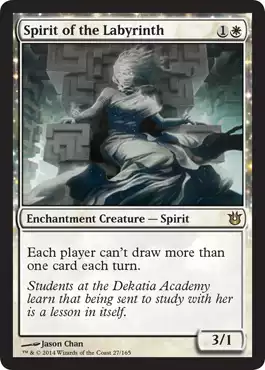 Spirit of the Labyrinth 1
Enchantment Creature — Spirit
Each player can't draw more
than one card each turn.
Students at the Dekatia Academy
learn that being sent to study with her
is a lesson in itself.
Jason Chan
3/1
™ & © 2014 Wizards of the Coast 27/165